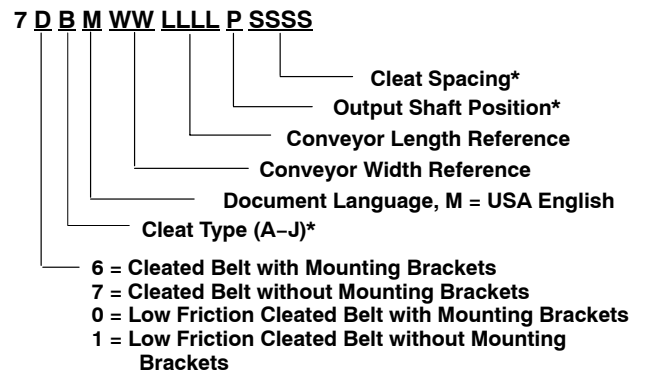 7 D B M WW LLLL P SSSS
Cleat Spacing*
Output Shaft Position*
Conveyor Length Reference
Conveyor Width Reference
Document Language, M = USA English
Cleat Type (A–J)*
6 = Cleated Belt with Mounting Brackets
7 = Cleated Belt without Mounting Brackets
0 = Low Friction Cleated Belt with Mounting Brackets
1 = Low Friction Cleated Belt without Mounting
Brackets